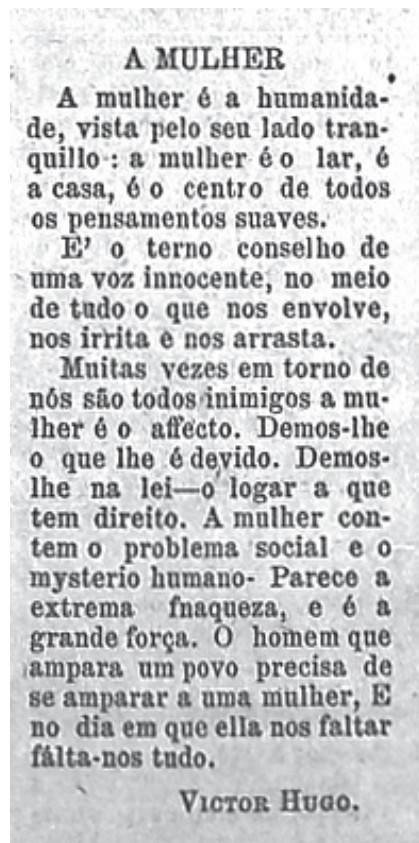 A MULHER
A mulher é a humanida-
de, vista pelo seu lado tran-
quillo : a mulher é o lar, é
a casa, é o centro de todos
os pensamentos suaves.
E' o terno conselho de
uma voz innocente, no meio
de tudo o que nos envolve,
nos irrita e nos arrasta.
Muitas vezes em torno de
nós são todos inimigos a mu-
lher é o affecto. Demos-lhe
o que lhe é devido. Demos-
lhe na lei—o logar a que
tem direito. A mulher con-
tem o problema social e o
mysterio humano- Parece a
extrema fnaqueza, e é a
grande força. O homem que
ampara um povo precisa de
se amparar a uma mulher, E
no dia em que ella nos faltar
fálta-nos tudo.
VICTOR HUGO.